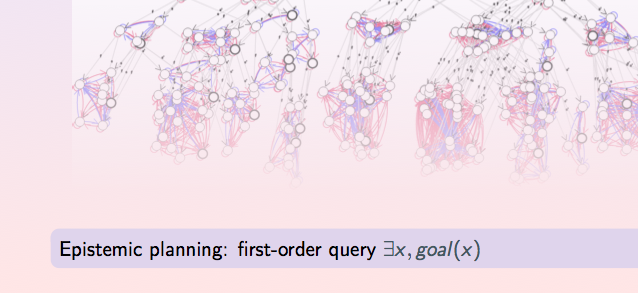 Epistemic planning: first-order query ∃x, goal(x)